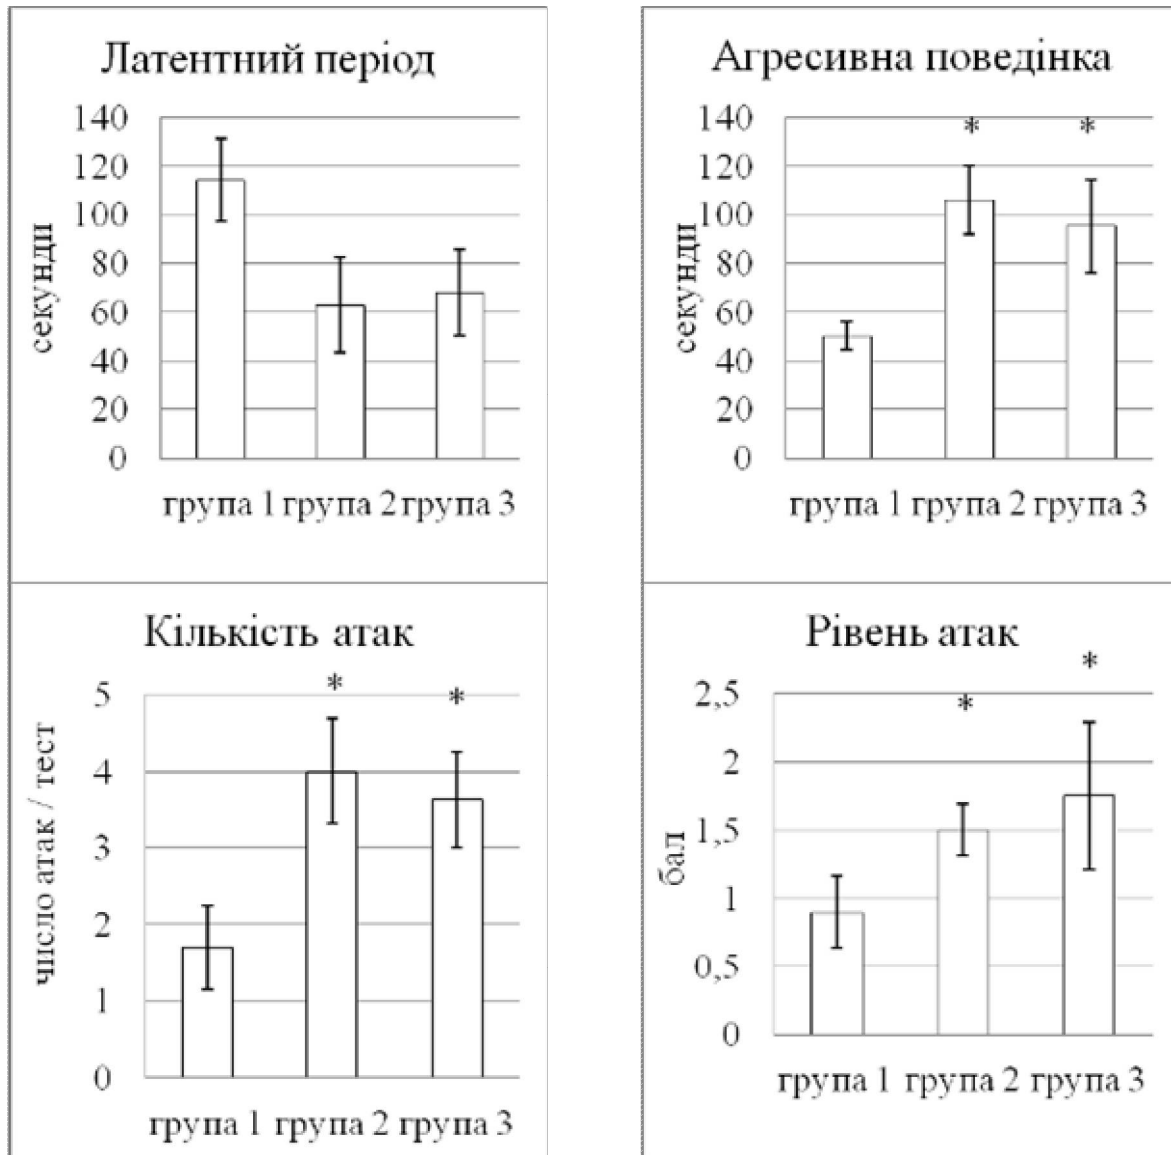 Латентний період
секунди
140
120
100
80
60
40
20
0
група 1 група 2 група 3
Агресивна поведінка
секунди
140
120
100
80
60
40
20
0
* *
група 1 група 2 група 3
Кількість атак
число атак / тест
5
4
3
2
1
0
* *
група 1 група 2 група 3
Рівень атак
бал
2,5
2
1,5
1
0,5
0
* *
група 1 група 2 група 3